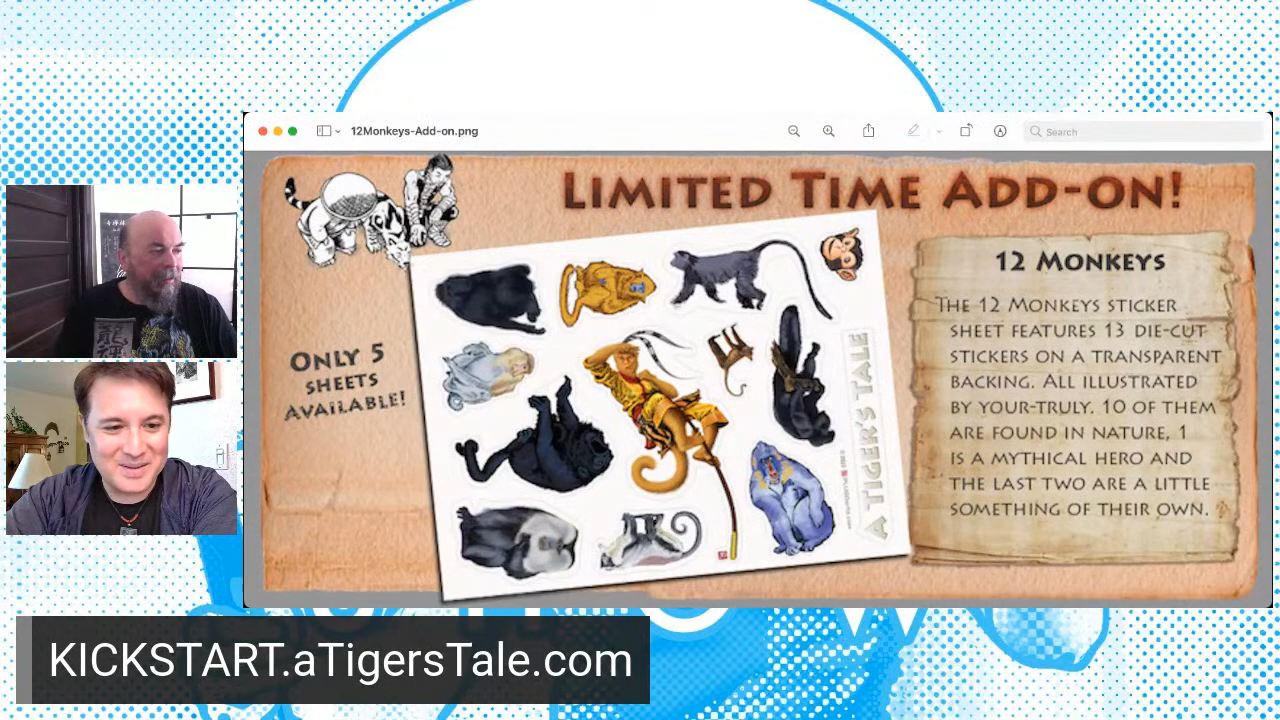 12Monkeys-Add-on.png
Search
Limited Time Add-on!
Only 5
sheets
available!
A Tiger's Tale
12 Monkeys
The 12 Monkeys sticker
sheet features 13 die-cut
stickers on a transparent
backing. All illustrated
by your-truly. 10 of them
are found in nature, 1
is a mythical hero and
the last two are a little
something of their own.
KICKSTART.aTigersTale.com